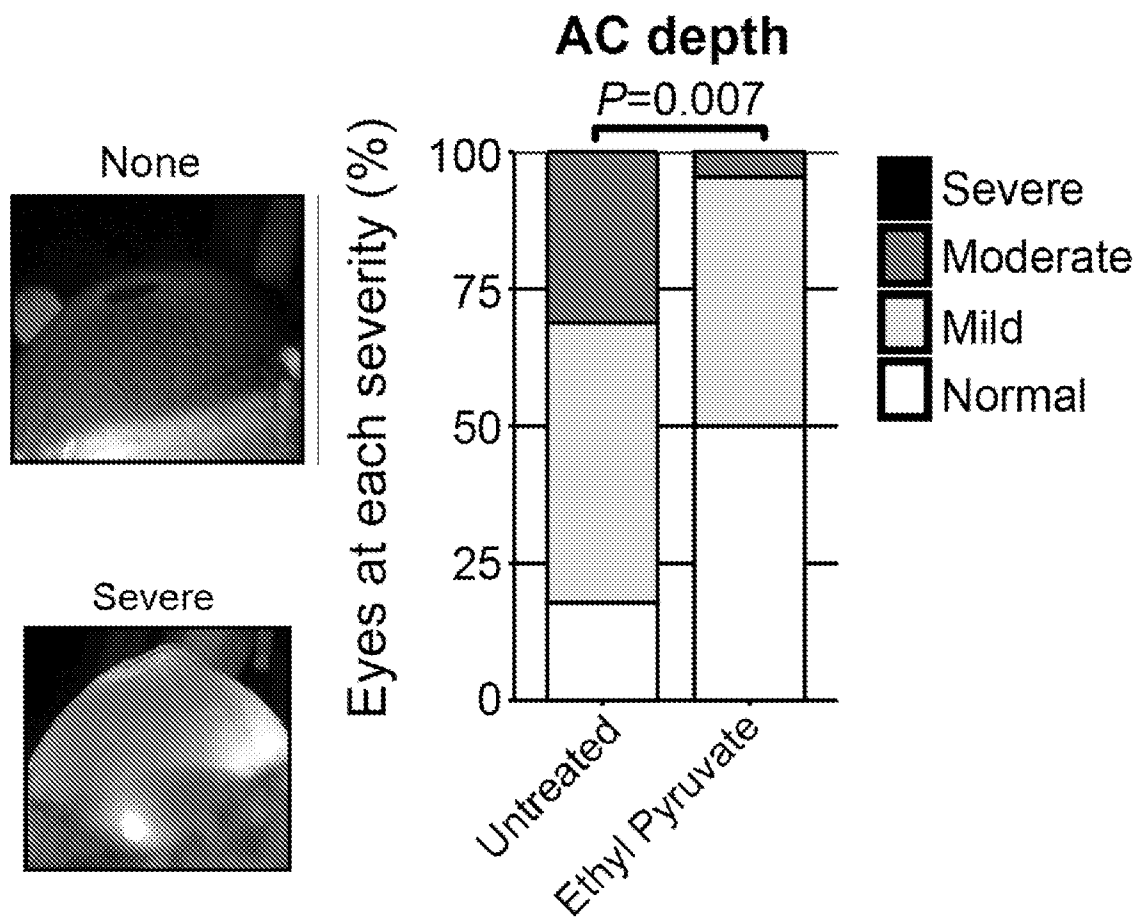 AC depth
P=0.007
None
Severe
Eyes at each severity (%)
100
75
50
25
0
Untreated
Ethyl Pyruvate
Severe
Moderate
Mild
Normal